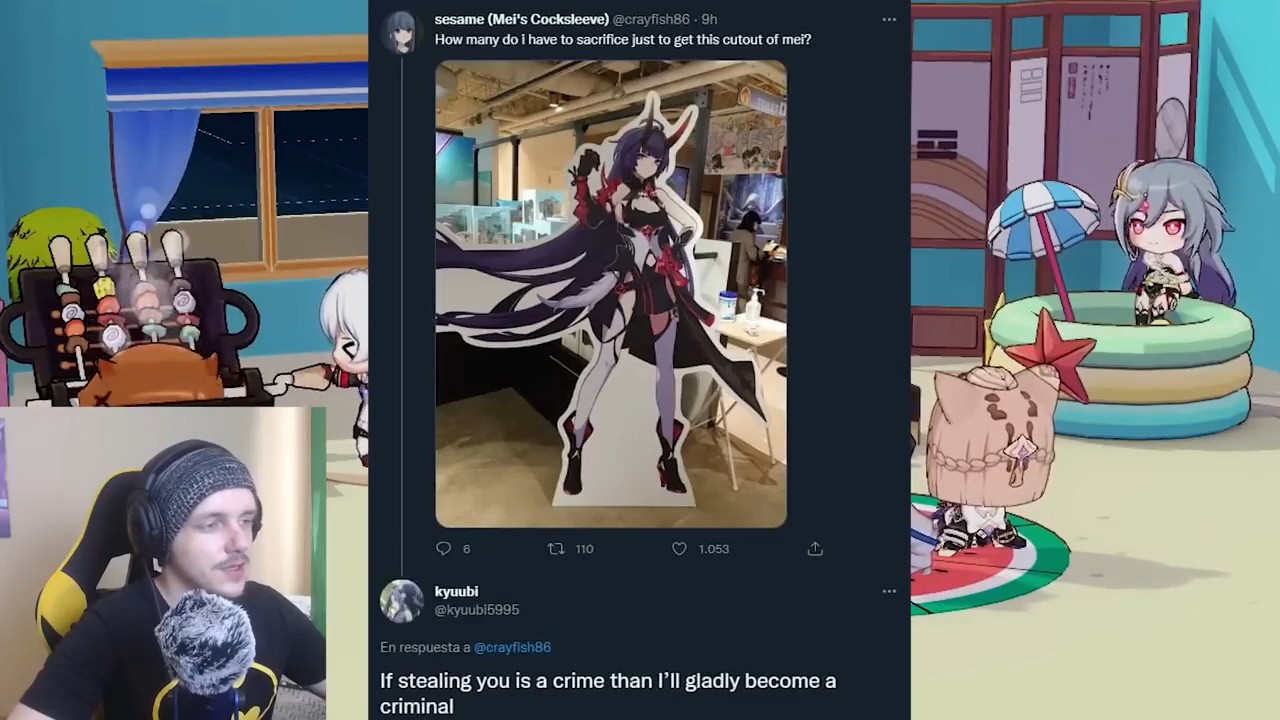 sesame (Mei's Cocksleeve) @crayfish86 · 9h
How many do i have to sacrifice just to get this cutout of mei?
6 110 1.053
kyuubi
@kyuubi5995
En respuesta a @crayfish86
If stealing you is a crime than I'll gladly become a
criminal